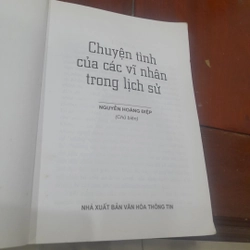 Chuyện tình
của các vĩ nhân
trong lịch sử
NGUYỄN HOÀNG ĐIỆP
(Chủ biên)
NHÀ XUẤT BẢN VĂN HÓA THÔNG TIN